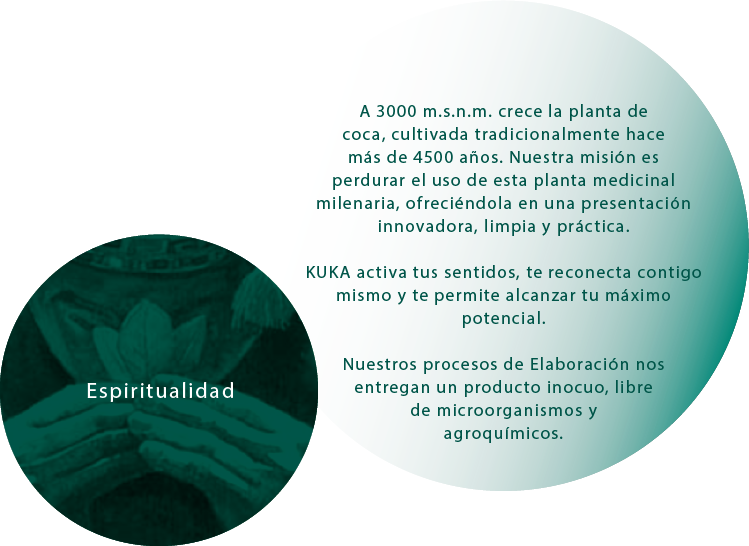 A 3000 m.s.n.m. crece la planta de
coca, cultivada tradicionalmente hace
más de 4500 años. Nuestra misión es
perdurar el uso de esta planta medicinal
milenaria, ofreciéndola en una presentación
innovadora, limpia y práctica.
KUKA activa tus sentidos, te reconecta contigo
mismo y te permite alcanzar tu máximo
potencial.
Nuestros procesos de Elaboración nos
entregan un producto inocuo, libre
de microorganismos y
agroquímicos.
Espiritualidad